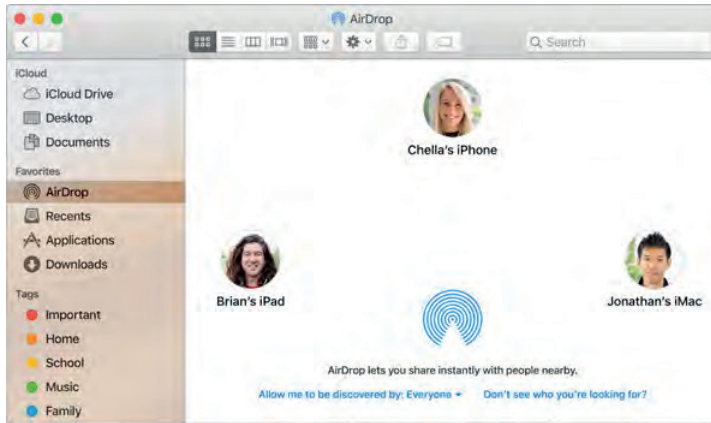 AirDrop
Search
iCloud
iCloud Drive
Desktop
Documents
Favorites
AirDrop
Recents
Applications
Downloads
Tags
Important
Home
School
Music
Family
Chella's iPhone
Brian's iPad
Jonathan's iMac
AirDrop lets you share instantly with people nearby.
Allow me to be discovered by: Everyone
Don't see who you're looking for?